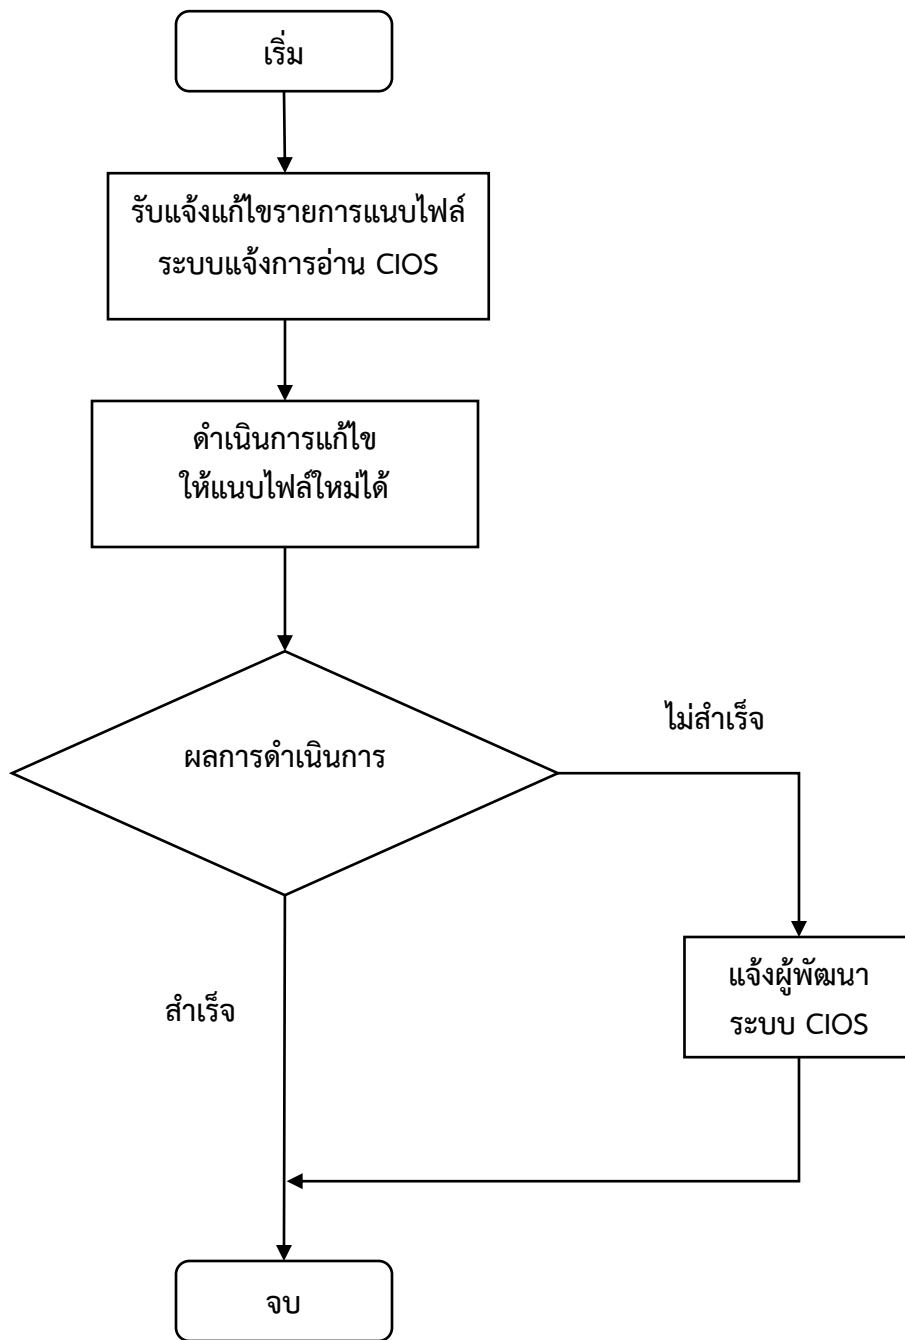 เริ่ม
รับแจ้งแก้ไขรายการแนบไฟล์
ระบบแจ้งการอ่าน CIOS
ดำเนินการแก้ไข
ให้แนบไฟล์ใหม่ได้
ผลการดำเนินการ
ไม่สำเร็จ
แจ้งผู้พัฒนา
ระบบ CIOS
สำเร็จ
จบ